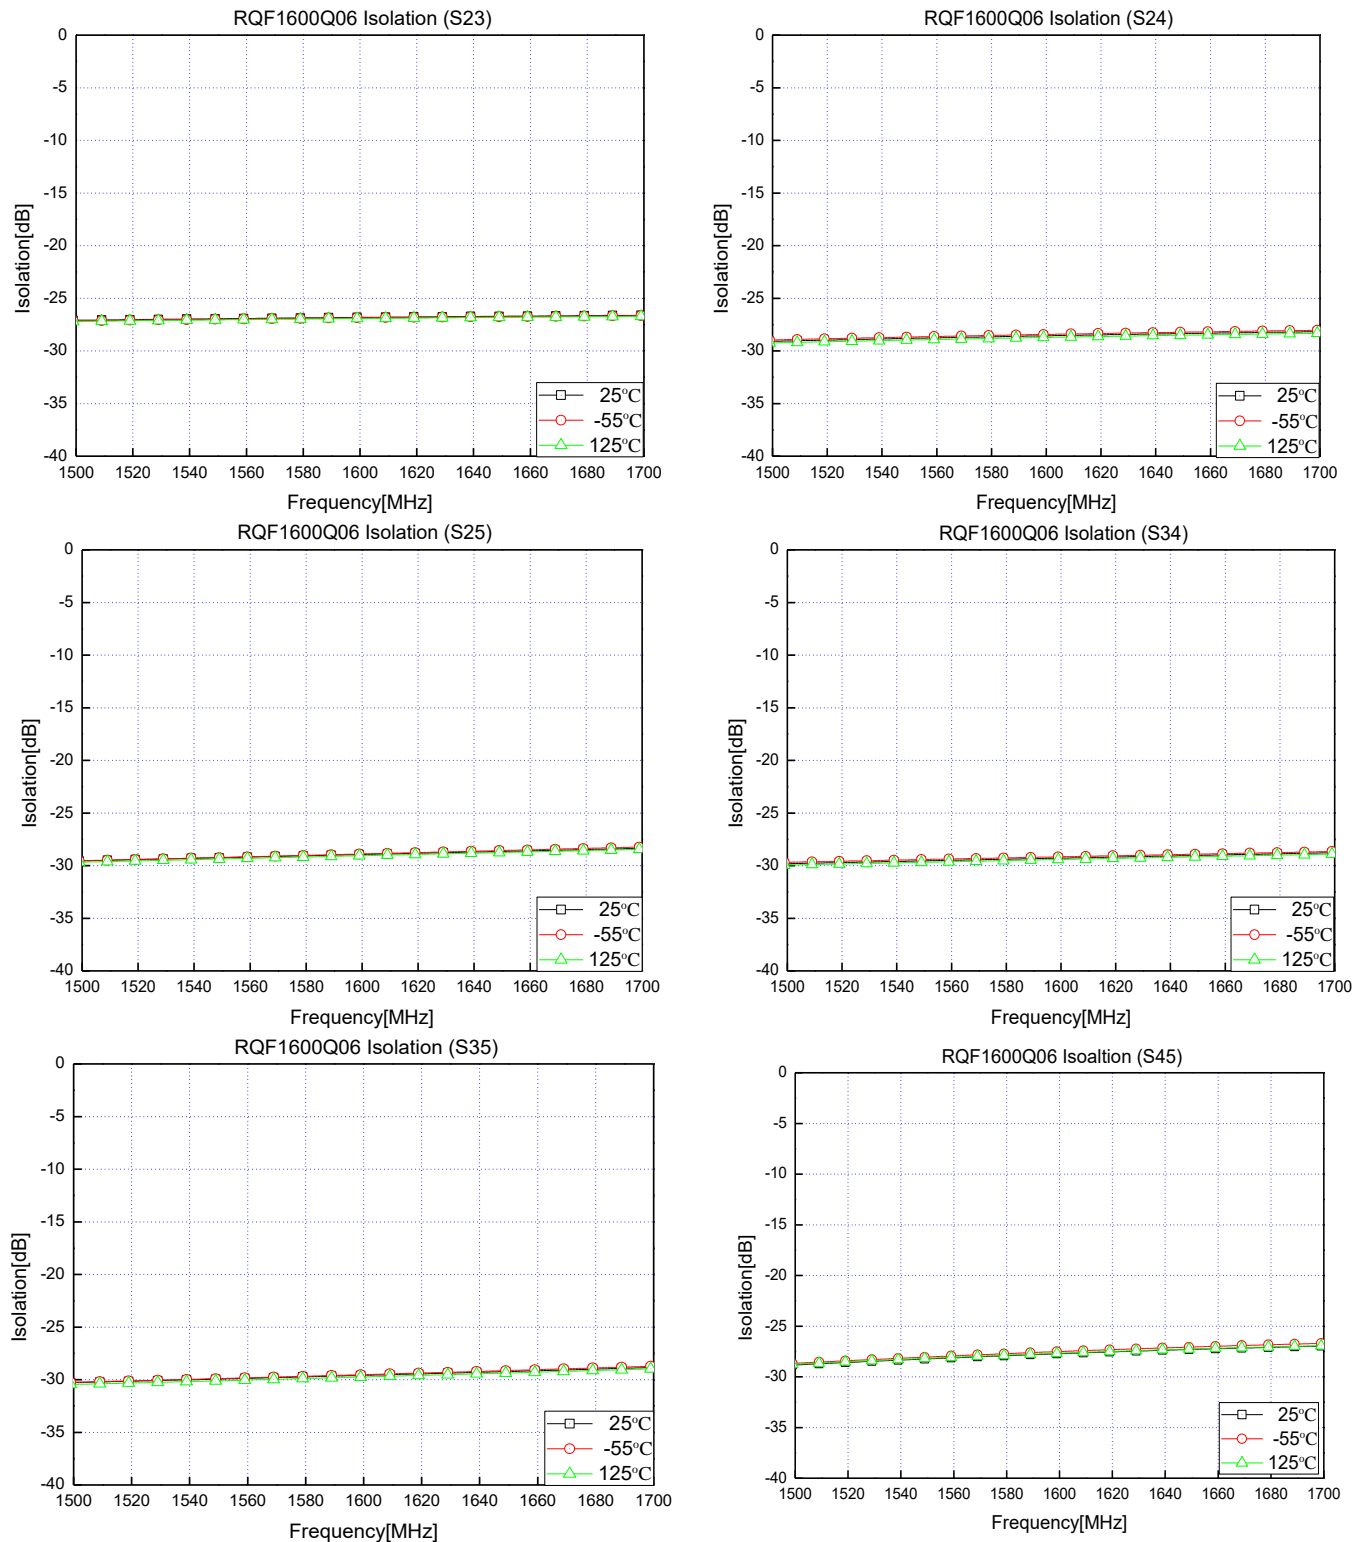 RQF1600Q06 Isolation (S23)
0
-5
-10
-15
-20
-25
-30
-35
-40
Isolation[dB]
25°C
-55°C
125°C
1500 1520 1540 1560 1580 1600 1620 1640 1660 1680 1700
Frequency[MHz]
RQF1600Q06 Isolation (S24)
0
-5
-10
-15
-20
-25
-30
-35
-40
Isolation[dB]
25°C
-55°C
125°C
1500 1520 1540 1560 1580 1600 1620 1640 1660 1680 1700
Frequency[MHz]
RQF1600Q06 Isolation (S25)
0
-5
-10
-15
-20
-25
-30
-35
-40
Isolation[dB]
25°C
-55°C
125°C
1500 1520 1540 1560 1580 1600 1620 1640 1660 1680 1700
Frequency[MHz]
RQF1600Q06 Isolation (S34)
0
-5
-10
-15
-20
-25
-30
-35
-40
Isolation[dB]
25°C
-55°C
125°C
1500 1520 1540 1560 1580 1600 1620 1640 1660 1680 1700
Frequency[MHz]
RQF1600Q06 Isolation (S35)
0
-5
-10
-15
-20
-25
-30
-35
-40
Isolation[dB]
25°C
-55°C
125°C
1500 1520 1540 1560 1580 1600 1620 1640 1660 1680 1700
Frequency[MHz]
RQF1600Q06 Isoaltion (S45)
0
-5
-10
-15
-20
-25
-30
-35
-40
Isolation[dB]
25°C
-55°C
125°C
1500 1520 1540 1560 1580 1600 1620 1640 1660 1680 1700
Frequency[MHz]